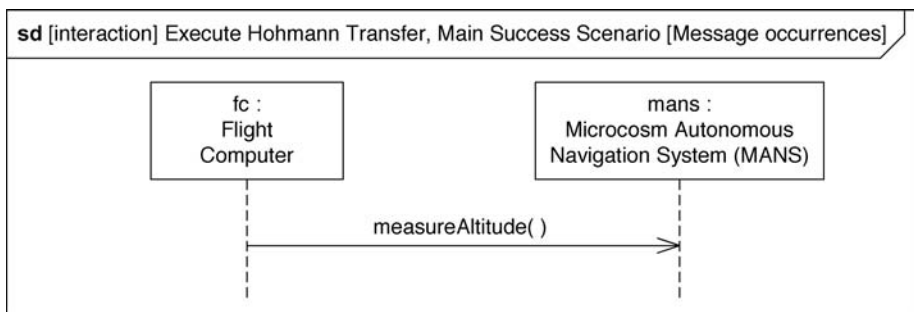 sd [interaction] Execute Hohmann Transfer, Main Success Scenario [Message occurrences]
fc :
Flight
Computer
mans :
Microcosm Autonomous
Navigation System (MANS)
measureAltitude( )